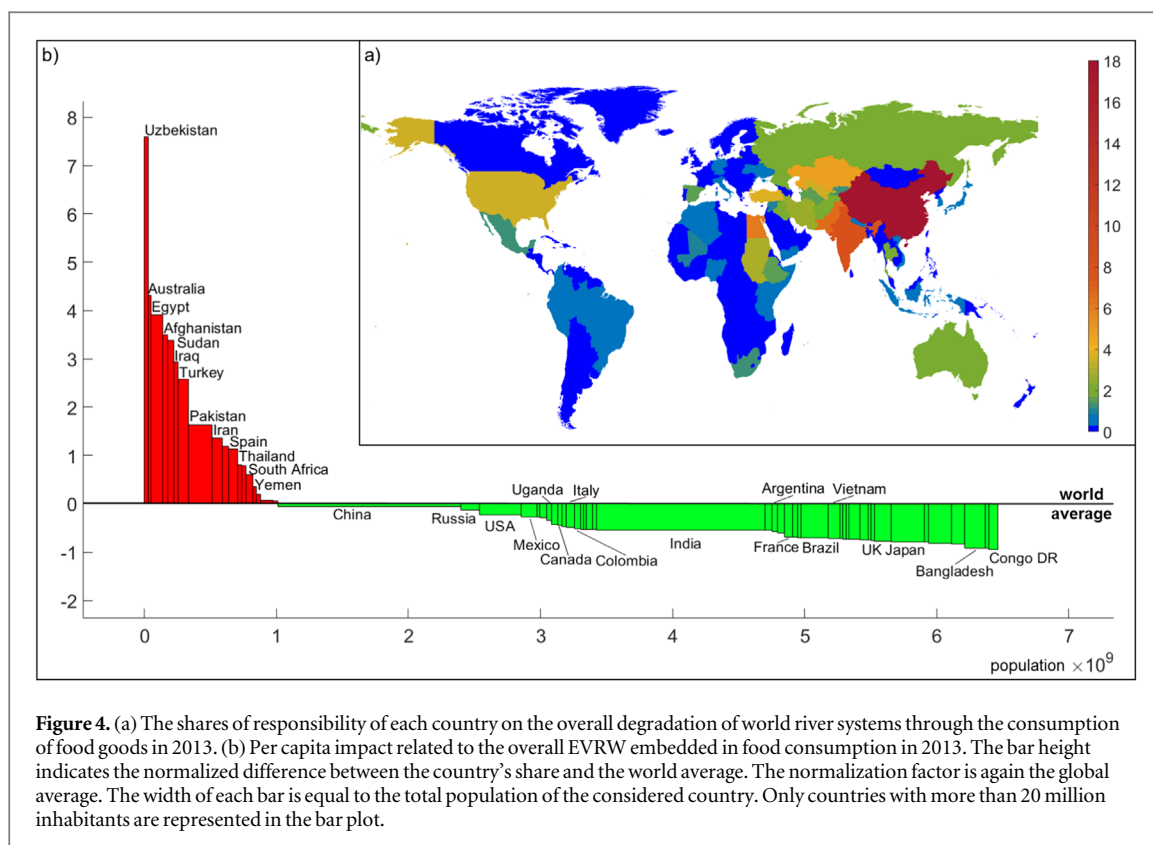 b)
a)
18
16
14
12
10
8
6
4
2
0
8
7
6
5
4
3
2
1
0
-1
-2
Uzbekistan
Australia
Egypt
Afghanistan
Sudan
Iraq
Turkey
Pakistan
Iran
Spain
Thailand
South Africa
Yemen
China
Russia
USA
Mexico
Uganda
Canada
Italy
Colombia
India
Argentina
France
Brazil
Vietnam
UK
Japan
Bangladesh
Congo DR
world
average
0 1 2 3 4 5 6 7
population ×10⁹
Figure 4. (a) The shares of responsibility of each country on the overall degradation of world river systems through the consumption
of food goods in 2013. (b) Per capita impact related to the overall EVRW embedded in food consumption in 2013. The bar height
indicates the normalized difference between the country's share and the world average. The normalization factor is again the global
average. The width of each bar is equal to the total population of the considered country. Only countries with more than 20 million
inhabitants are represented in the bar plot.